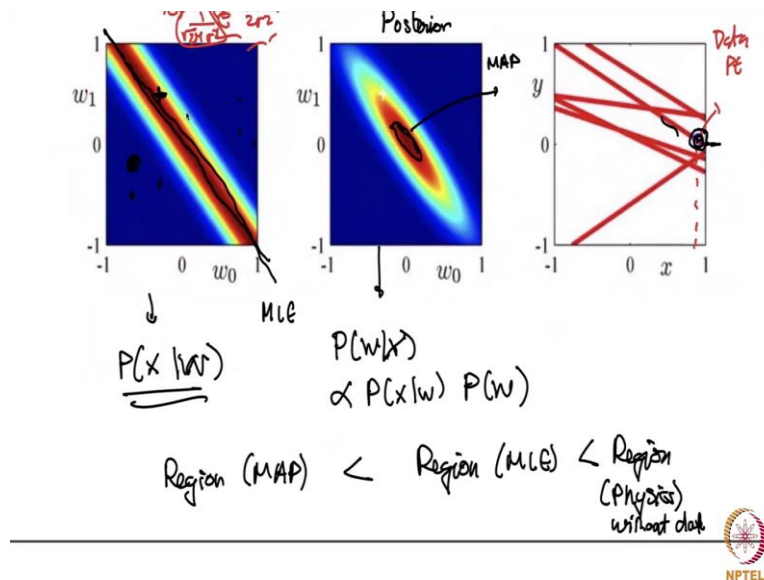 Posterior
MAP
Data
1
w₁
0
-1
-1 0 w₀ 1
1
w₁
0
-1
-1 0 w₀ 1
1
y
0
-1
-1 0 x 1
MLE
P(X|W)
P(W|X)
∝ P(X|W) P(W)
Region (MAP) < Region (MLE) < Region
(Physics)
without data
NPTEL